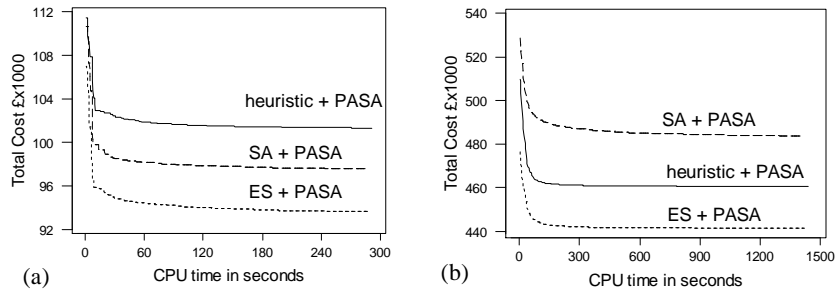 Total Cost £x1000
112
108
104
100
96
92
heuristic + PASA
SA + PASA
ES + PASA
0 60 120 180 240 300
(a) CPU time in seconds
Total Cost £x1000
540
520
500
480
460
440
SA + PASA
heuristic + PASA
ES + PASA
0 300 600 900 1200 1500
(b) CPU time in seconds